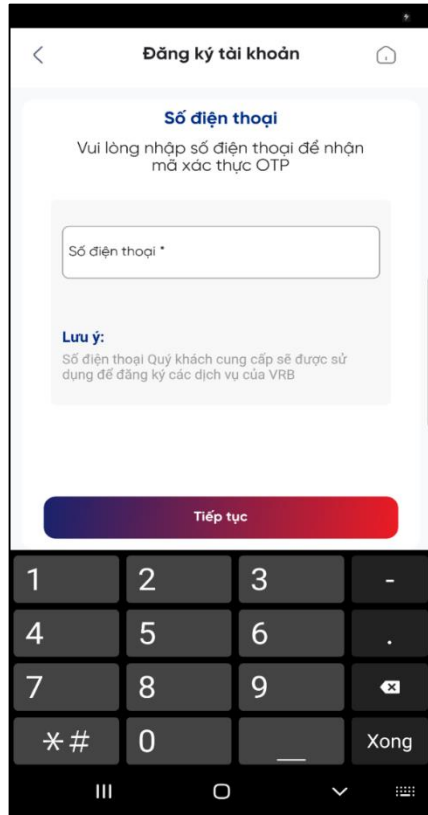 Đăng ký tài khoản
Số điện thoại
Vui lòng nhập số điện thoại để nhận
mã xác thực OTP
Số điện thoại *
Lưu ý:
Số điện thoại Quý khách cung cấp sẽ được sử
dụng để đăng ký các dịch vụ của VRB
Tiếp tục
1 2 3 -
4 5 6 .
7 8 9
*# 0 _ Xong